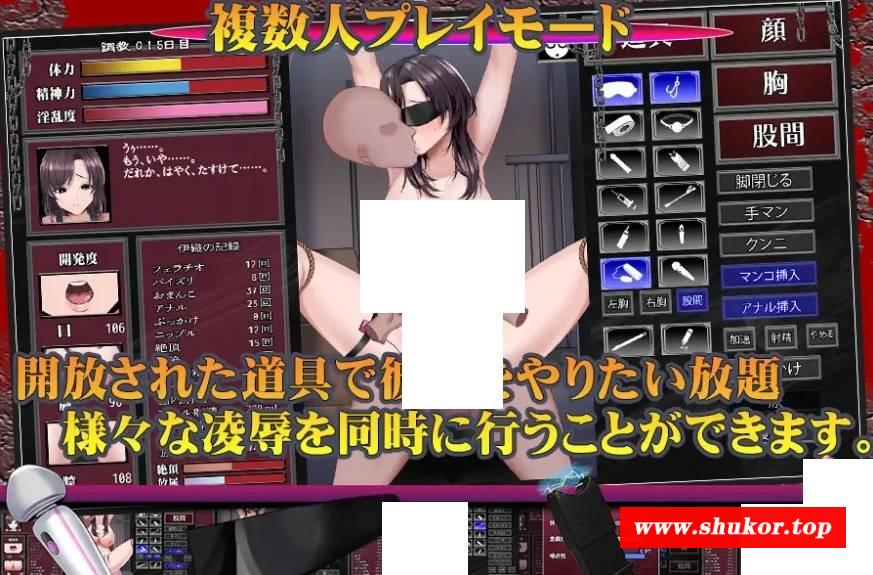 複数人プレイモード
調教015日目
体力
精神力
淫乱度
うぅ……。
もう、いや……。
だれか、はやく、たすけて……。
開発度
口 106
108
伊織の記録
フェラチオ 12回
パイズリ 8回
おまんこ 37回
アナル 23回
ぶっかけ 9回
ニップル 12回
絶頂 15回
絶頂
放尿
道具
顔
胸
股間
脚閉じる
手マン
クンニ
マンコ挿入
アナル挿入
左胸 右胸 股間
加速 射精 やめる
開放された道具で
をやりたい放題
様々な凌辱を同時に行うことができます。
www.shukor.top